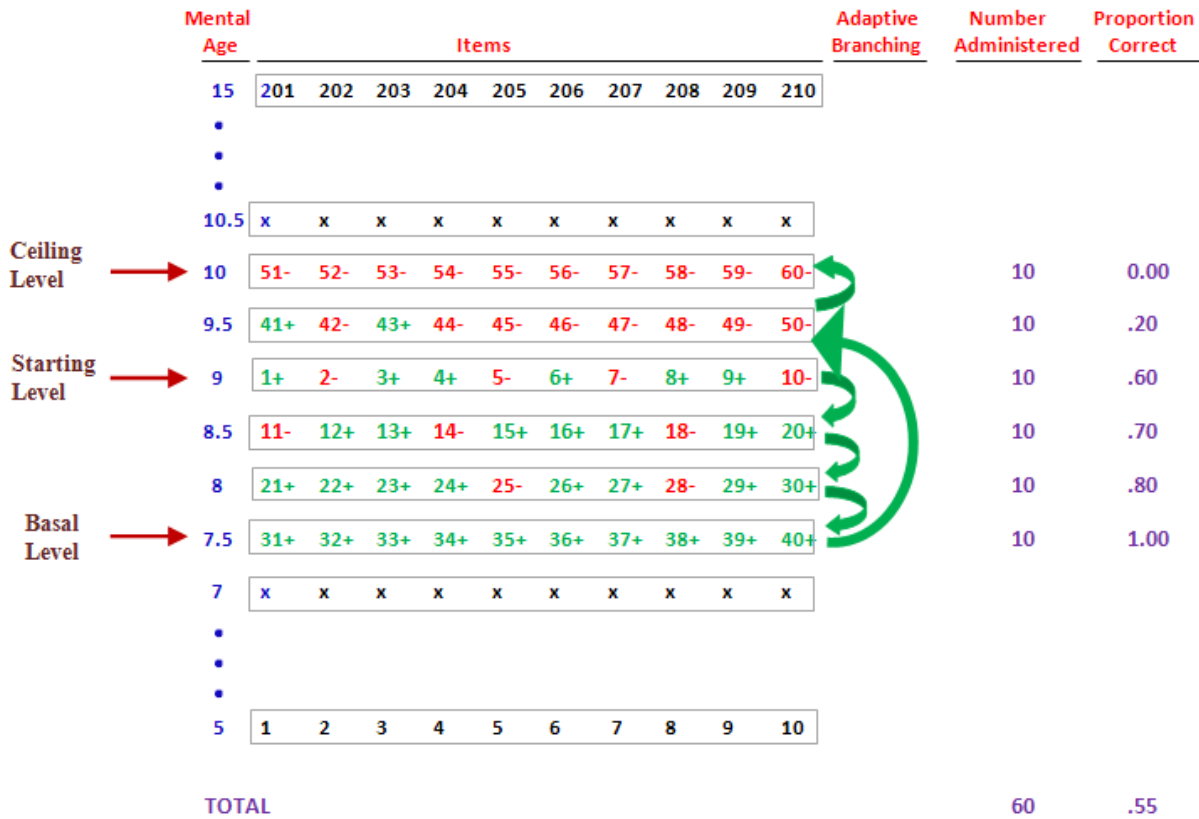 Mental Adaptive Number Proportion
Age Items Branching Administered Correct
15 201 202 203 204 205 206 207 208 209 210
10.5 x x x x x x x x x x
Ceiling
Level
10 51- 52- 53- 54- 55- 56- 57- 58- 59- 60- 10 0.00
9.5 41+ 42- 43+ 44- 45- 46- 47- 48- 49- 50- 10 .20
Starting
Level
9 1+ 2- 3+ 4+ 5- 6+ 7- 8+ 9+ 10- 10 .60
8.5 11- 12+ 13+ 14- 15+ 16+ 17+ 18- 19+ 20+ 10 .70
8 21+ 22+ 23+ 24+ 25- 26+ 27+ 28- 29+ 30+ 10 .80
Basal
Level
7.5 31+ 32+ 33+ 34+ 35+ 36+ 37+ 38+ 39+ 40+ 10 1.00
7 x x x x x x x x x x
5 1 2 3 4 5 6 7 8 9 10
TOTAL 60 .55